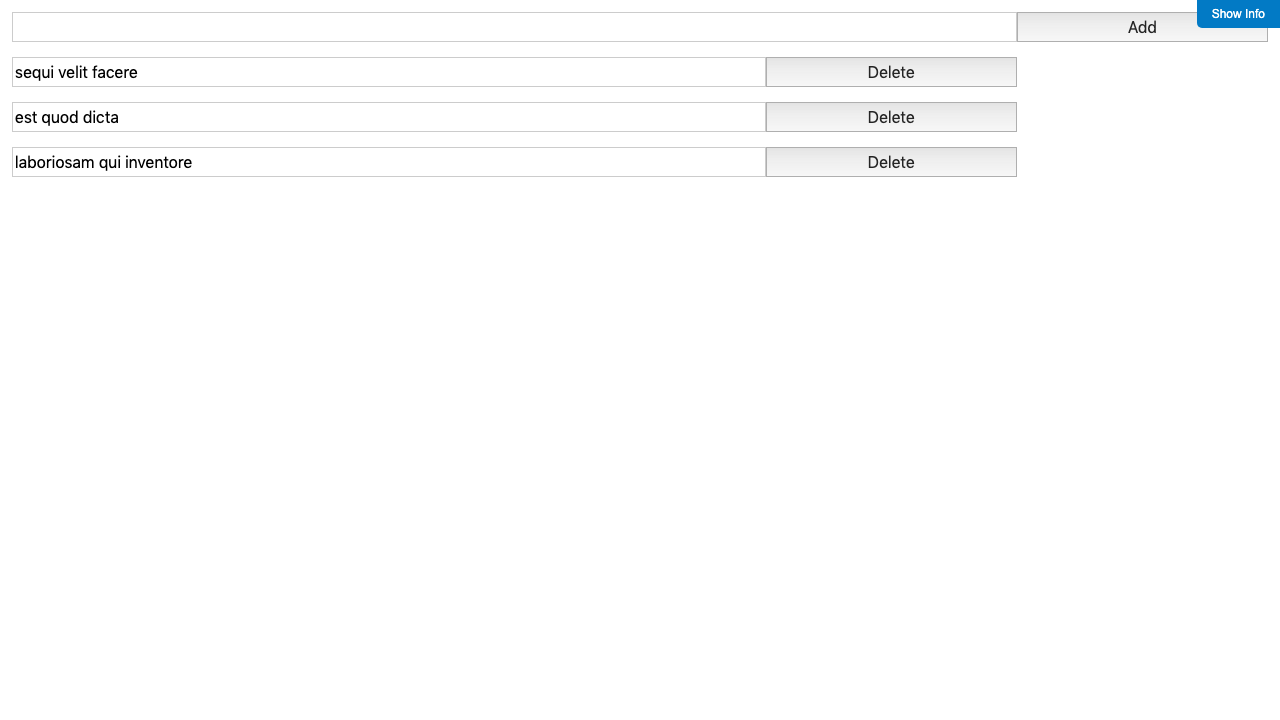 Show Info
Add
sequi velit facere Delete
est quod dicta Delete
laboriosam qui inventore Delete